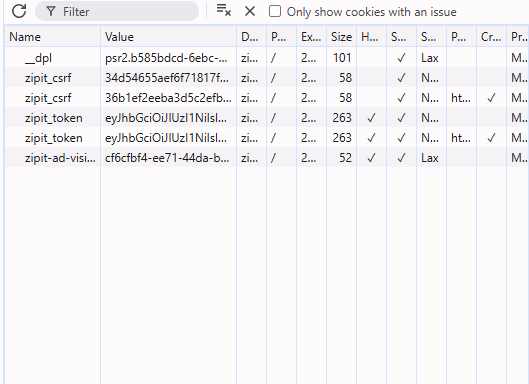 Filter Only show cookies with an issue
Name Value D... P... Ex... Size H... S... S... P... Cr... Pr...
__dpl psr2.b585bdcd-6ebc-... zi... / 2... 101 ✓ Lax M...
zipit_csrf 34d54655aef6f71817f... zi... / 2... 58 ✓ N... M...
zipit_csrf 36b1ef2eeba3d5c2efb... zi... / 2... 58 ✓ N... ht... ✓ M...
zipit_token eyJhbGciOiJIUzI1NiIsI... zi... / 2... 263 ✓ ✓ N... M...
zipit_token eyJhbGciOiJIUzI1NiIsI... zi... / 2... 263 ✓ ✓ N... ht... ✓ M...
zipit-ad-visi... cf6cfbf4-ee71-44da-b... zi... / 2... 52 ✓ ✓ Lax M...